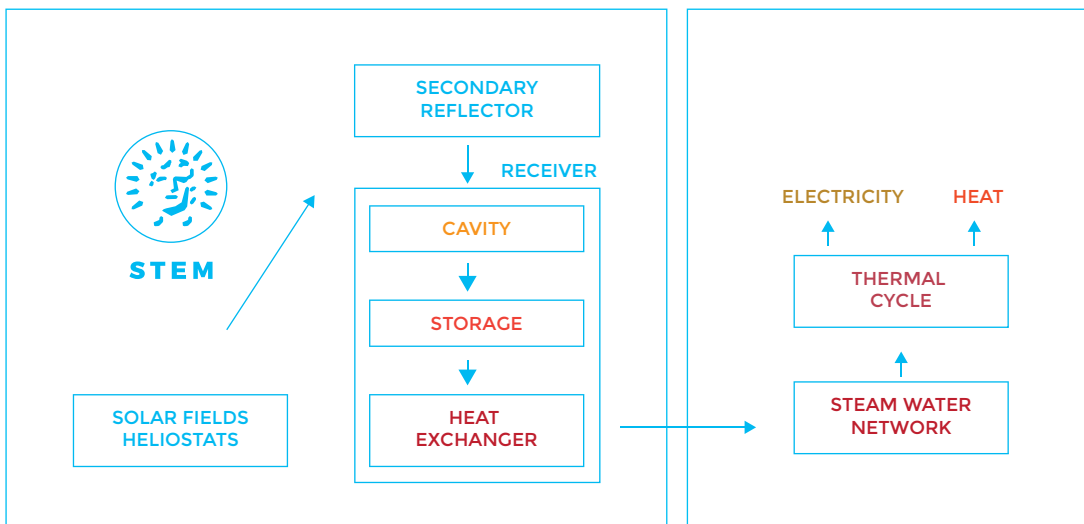 SECONDARY
REFLECTOR
RECEIVER
CAVITY
STORAGE
HEAT
EXCHANGER
STEM
SOLAR FIELDS
HELIOSTATS
ELECTRICITY
HEAT
THERMAL
CYCLE
STEAM WATER
NETWORK